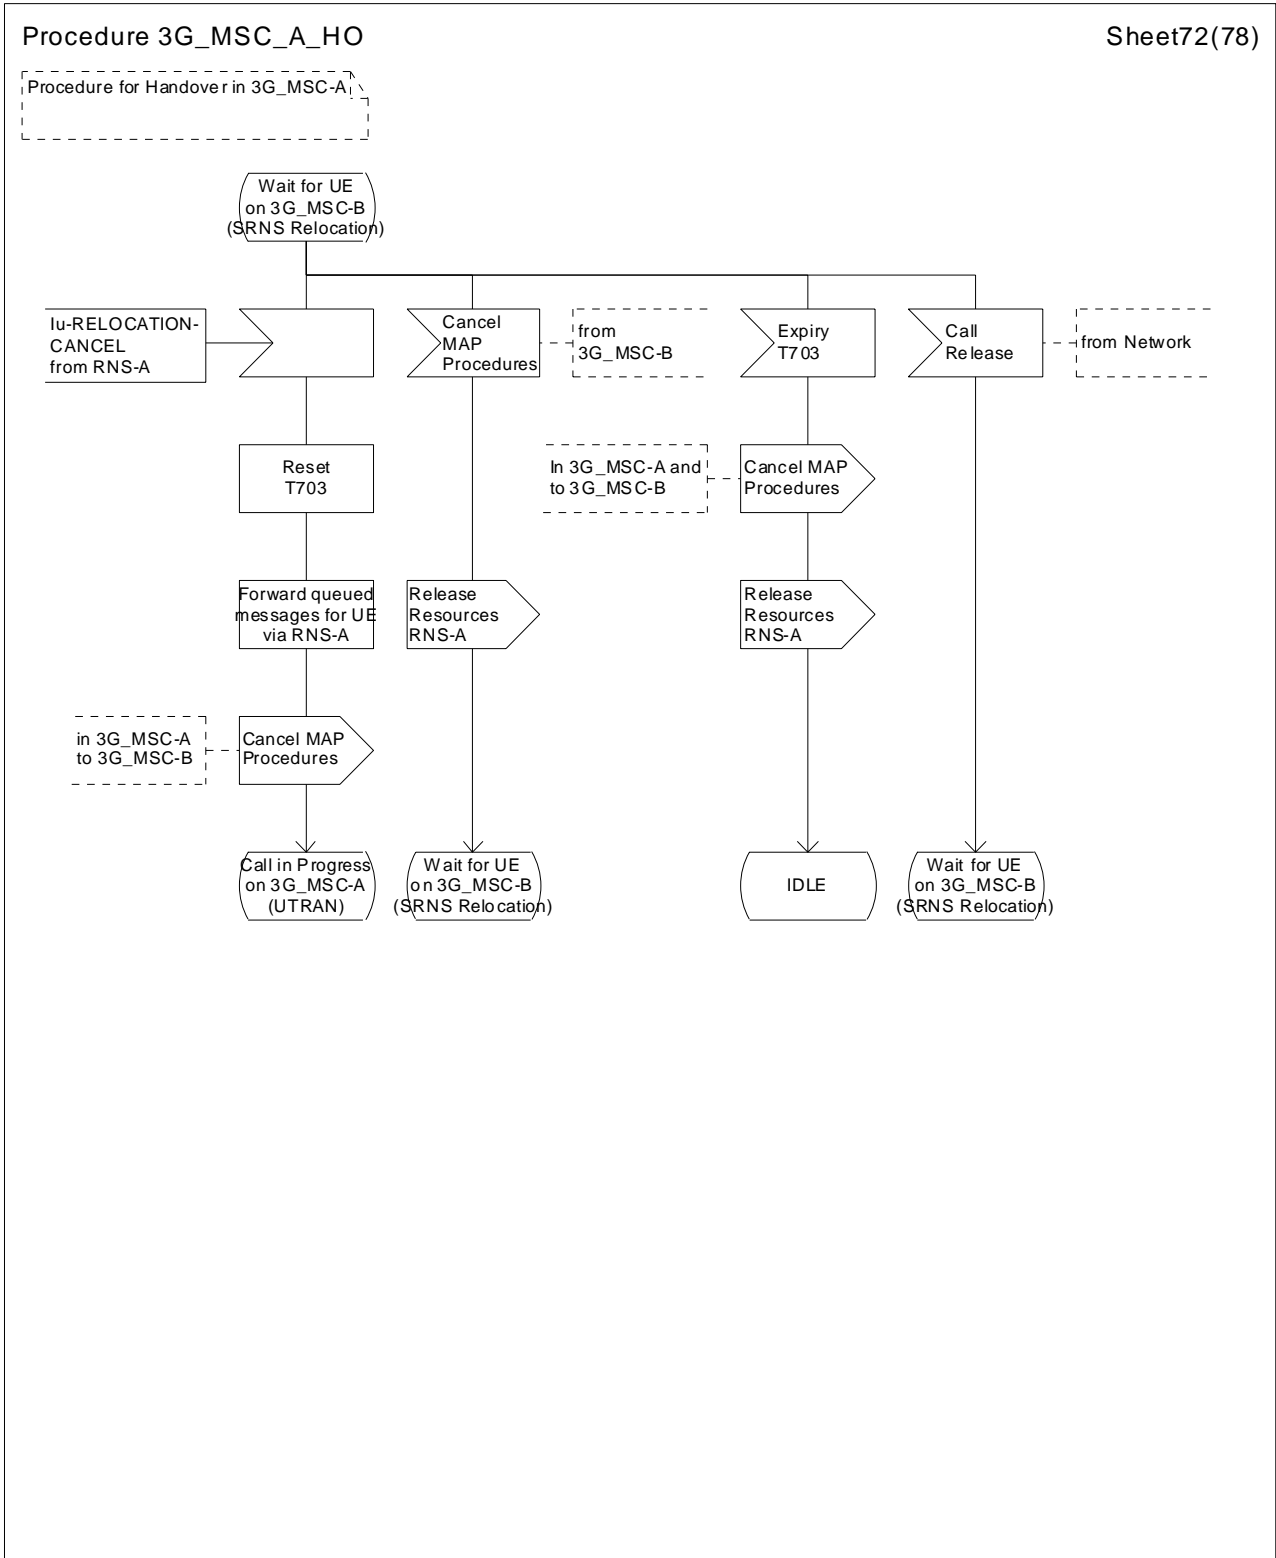 Procedure 3G_MSC_A_HO
Sheet72(78)
Procedure for Handover in 3G_MSC-A
Wait for UE
on 3G_MSC-B
(SRNS Relocation)
Iu-RELOCATION-
CANCEL
from RNS-A
Cancel
MAP
Procedures
from
3G_MSC-B
Expiry
T703
Call
Release
from Network
Reset
T703
In 3G_MSC-A and
to 3G_MSC-B
Cancel MAP
Procedures
Forward queued
messages for UE
via RNS-A
Release
Resources
RNS-A
Release
Resources
RNS-A
in 3G_MSC-A
to 3G_MSC-B
Cancel MAP
Procedures
Call in Progress
on 3G_MSC-A
(UTRAN)
Wait for UE
on 3G_MSC-B
(SRNS Relocation)
IDLE
Wait for UE
on 3G_MSC-B
(SRNS Relocation)